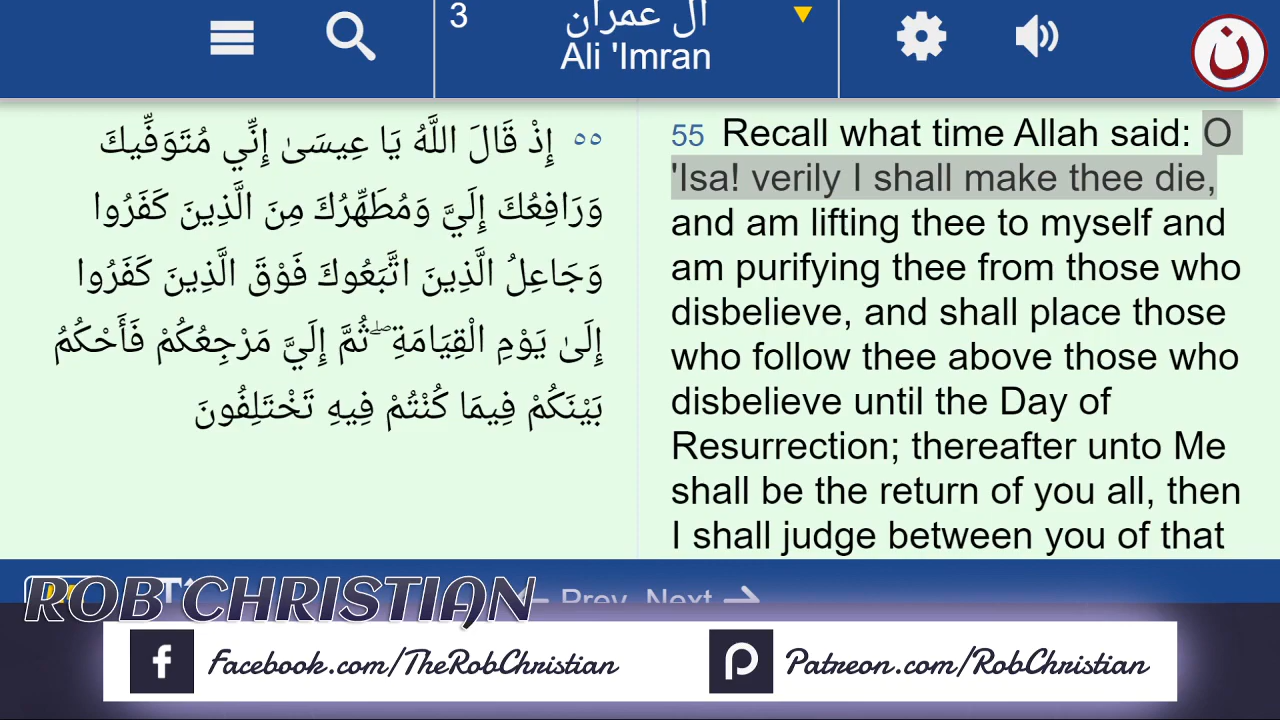 3
آل عمران
Ali 'Imran
ن
٥٥ إِذْ قَالَ اللَّهُ يَا عِيسَىٰ إِنِّي مُتَوَفِّيكَ
وَرَافِعُكَ إِلَيَّ وَمُطَهِّرُكَ مِنَ الَّذِينَ كَفَرُوا
وَجَاعِلُ الَّذِينَ اتَّبَعُوكَ فَوْقَ الَّذِينَ كَفَرُوا
إِلَىٰ يَوْمِ الْقِيَامَةِ ۖ ثُمَّ إِلَيَّ مَرْجِعُكُمْ فَأَحْكُمُ
بَيْنَكُمْ فِيمَا كُنْتُمْ فِيهِ تَخْتَلِفُونَ
55 Recall what time Allah said: O
'Isa! verily I shall make thee die,
and am lifting thee to myself and
am purifying thee from those who
disbelieve, and shall place those
who follow thee above those who
disbelieve until the Day of
Resurrection; thereafter unto Me
shall be the return of you all, then
I shall judge between you of that
Prev Next
ROB CHRISTIAN
Facebook.com/TheRobChristian
Patreon.com/RobChristian